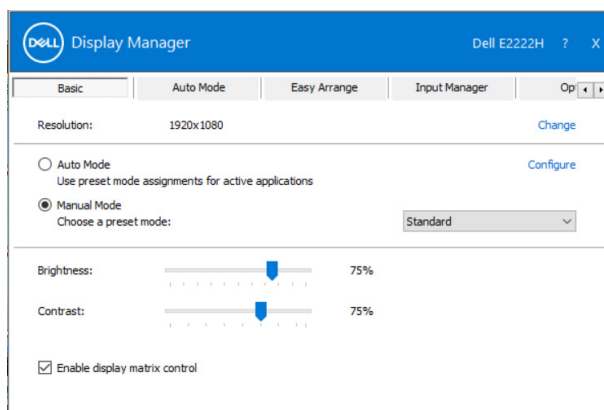 DELL Display Manager Dell E2222H ? X
Basic Auto Mode Easy Arrange Input Manager Op
Resolution: 1920x1080 Change
Auto Mode Configure
Use preset mode assignments for active applications
Manual Mode
Choose a preset mode: Standard
Brightness: 75%
Contrast: 75%
Enable display matrix control